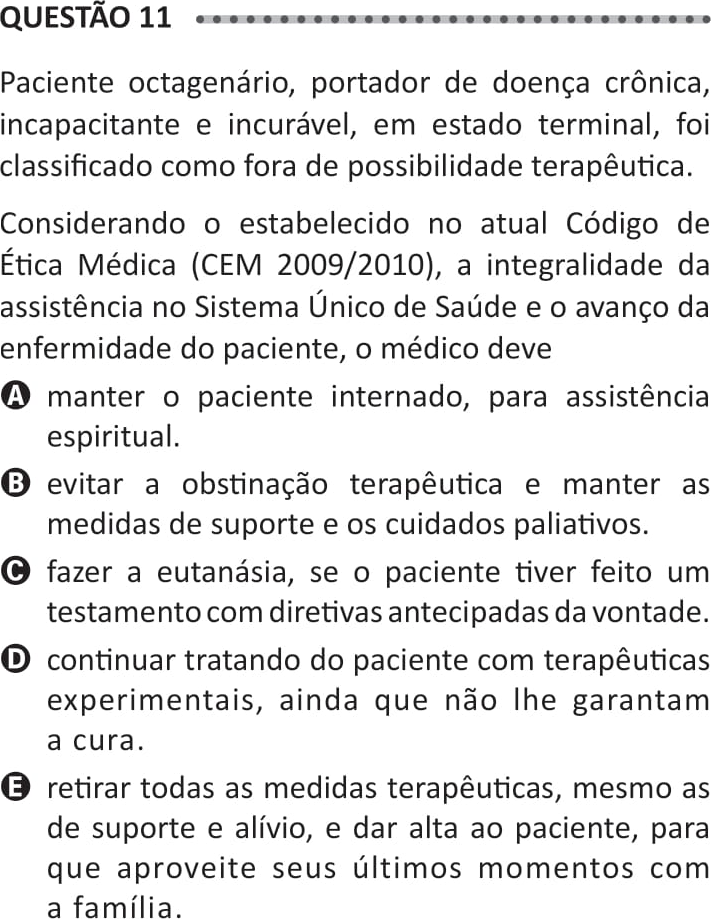 QUESTÃO 11
Paciente octagenário, portador de doença crônica,
incapacitante e incurável, em estado terminal, foi
classificado como fora de possibilidade terapêutica.
Considerando o estabelecido no atual Código de
Ética Médica (CEM 2009/2010), a integralidade da
assistência no Sistema Único de Saúde e o avanço da
enfermidade do paciente, o médico deve
A manter o paciente internado, para assistência
espiritual.
B evitar a obstinação terapêutica e manter as
medidas de suporte e os cuidados paliativos.
C fazer a eutanásia, se o paciente tiver feito um
testamento com diretivas antecipadas da vontade.
D continuar tratando do paciente com terapêuticas
experimentais, ainda que não lhe garantam
a cura.
E retirar todas as medidas terapêuticas, mesmo as
de suporte e alívio, e dar alta ao paciente, para
que aproveite seus últimos momentos com
a família.